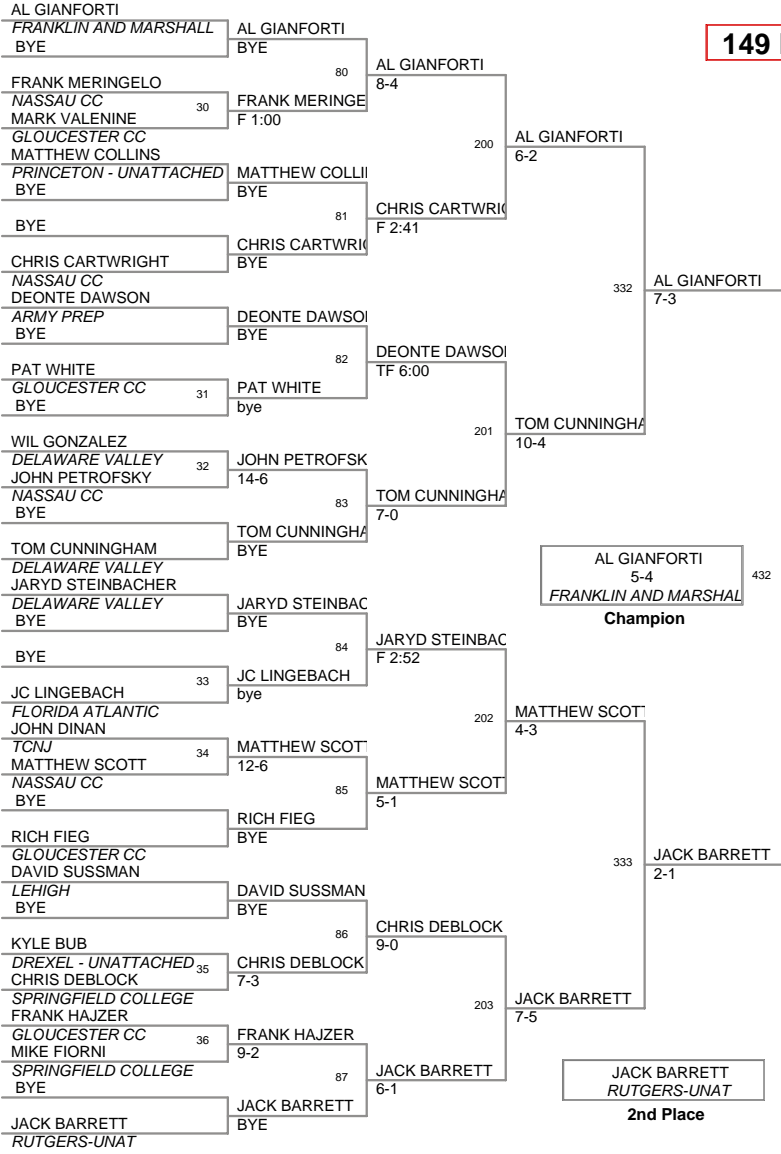 AL GIANFORTI
FRANKLIN AND MARSHALL
BYE
FRANK MERINGELO
NASSAU CC
30
MARK VALENINE
GLOUCESTER CC
MATTHEW COLLINS
PRINCETON - UNATTACHED
BYE
BYE
CHRIS CARTWRIGHT
NASSAU CC
DEONTE DAWSON
ARMY PREP
BYE
PAT WHITE
GLOUCESTER CC
31
BYE
WIL GONZALEZ
DELAWARE VALLEY
32
JOHN PETROFSKY
NASSAU CC
BYE
TOM CUNNINGHAM
DELAWARE VALLEY
JARYD STEINBACHER
DELAWARE VALLEY
BYE
BYE
33
JC LINGEBACH
FLORIDA ATLANTIC
JOHN DINAN
TCNJ
34
MATTHEW SCOTT
NASSAU CC
BYE
RICH FIEG
GLOUCESTER CC
DAVID SUSSMAN
LEHIGH
BYE
KYLE BUB
DREXEL - UNATTACHED
35
CHRIS DEBLOCK
SPRINGFIELD COLLEGE
FRANK HAJZER
GLOUCESTER CC
36
MIKE FIORNI
SPRINGFIELD COLLEGE
BYE
JACK BARRETT
RUTGERS-UNAT
AL GIANFORTI
BYE
80
FRANK MERINGE
F 1:00
MATTHEW COLLI
BYE
81
CHRIS CARTWRI
BYE
DEONTE DAWSO
BYE
82
PAT WHITE
bye
JOHN PETROFSK
14-6
83
TOM CUNNINGHA
BYE
JARYD STEINBAC
BYE
84
JC LINGEBACH
bye
MATTHEW SCOTT
12-6
85
RICH FIEG
BYE
DAVID SUSSMAN
BYE
86
CHRIS DEBLOCK
7-3
FRANK HAJZER
9-2
87
JACK BARRETT
BYE
AL GIANFORTI
8-4
200
CHRIS CARTWRI
F 2:41
DEONTE DAWSO
TF 6:00
201
TOM CUNNINGHA
7-0
JARYD STEINBAC
F 2:52
202
MATTHEW SCOTT
5-1
CHRIS DEBLOCK
9-0
203
JACK BARRETT
6-1
AL GIANFORTI
6-2
332
TOM CUNNINGHA
10-4
MATTHEW SCOTT
4-3
333
JACK BARRETT
7-5
149
AL GIANFORTI
7-3
AL GIANFORTI
5-4
432
FRANKLIN AND MARSHAL
Champion
JACK BARRETT
2-1
JACK BARRETT
RUTGERS-UNAT
2nd Place